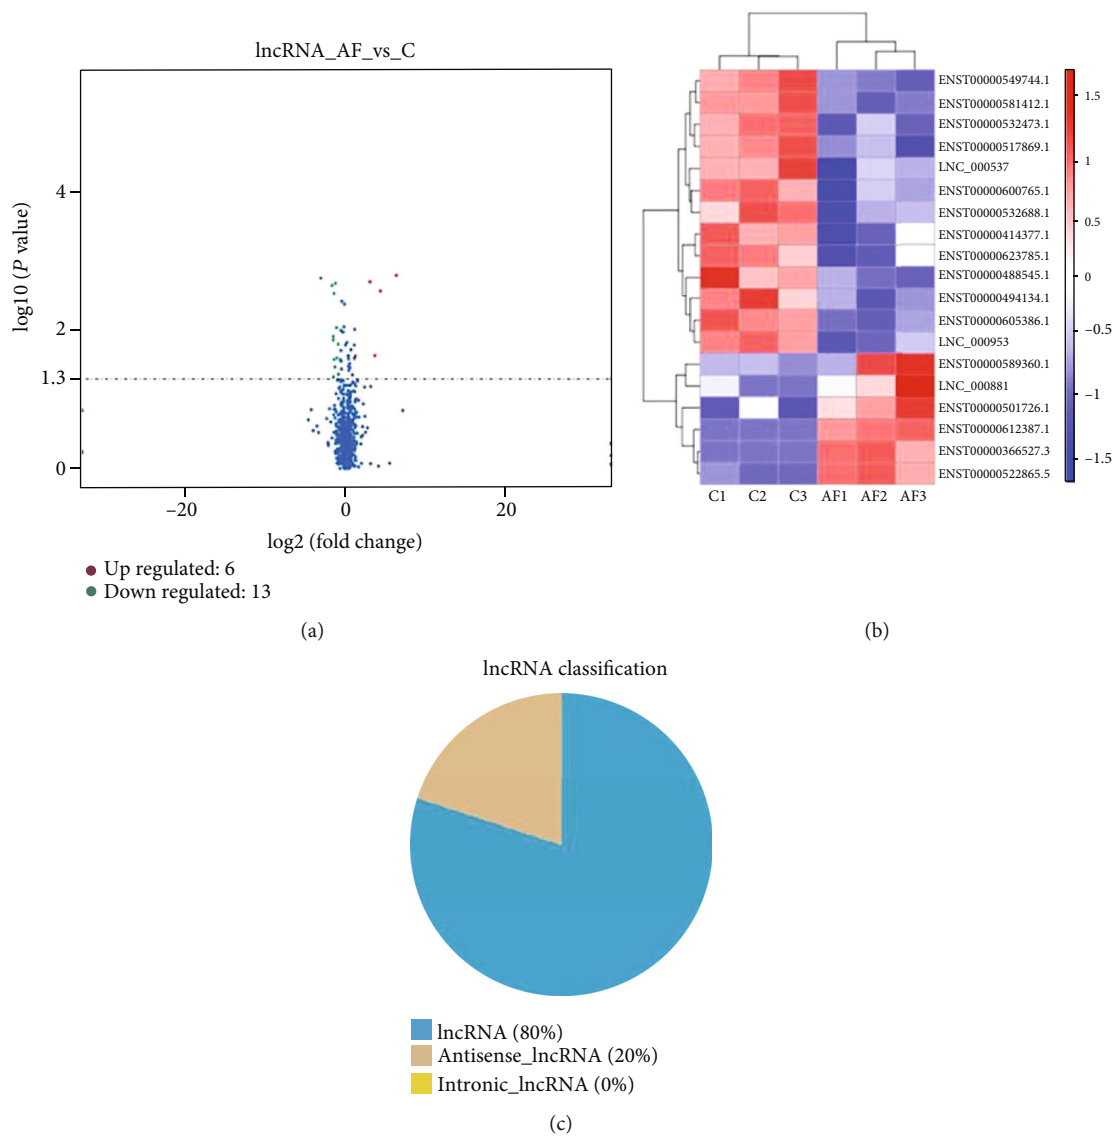 lncRNA_AF_vs_C
log10 (P value)
4
2
1.3
0
−20
0
20
log2 (fold change)
Up regulated: 6
Down regulated: 13
(a)
ENST00000549744.1
ENST00000581412.1
ENST00000532473.1
ENST00000517869.1
LNC_000537
ENST00000600765.1
ENST00000532688.1
ENST00000414377.1
ENST00000623785.1
ENST00000488545.1
ENST00000494134.1
ENST00000605386.1
LNC_000953
ENST00000589360.1
LNC_000881
ENST00000501726.1
ENST00000612387.1
ENST00000366527.3
ENST00000522865.5
C1 C2 C3 AF1 AF2 AF3
1.5
1
0.5
0
−0.5
−1
−1.5
(b)
lncRNA classification
lncRNA (80%)
Antisense_lncRNA (20%)
Intronic_lncRNA (0%)
(c)